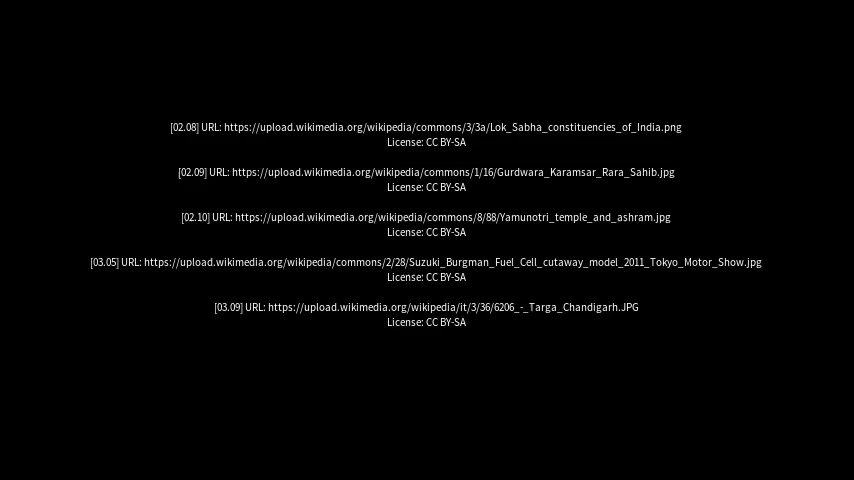 [02.08] URL: https://upload.wikimedia.org/wikipedia/commons/3/3a/Lok_Sabha_constituencies_of_India.png
License: CC BY-SA
[02.09] URL: https://upload.wikimedia.org/wikipedia/commons/1/16/Gurdwara_Karamsar_Rara_Sahib.jpg
License: CC BY-SA
[02.10] URL: https://upload.wikimedia.org/wikipedia/commons/8/88/Yamunotri_temple_and_ashram.jpg
License: CC BY-SA
[03.05] URL: https://upload.wikimedia.org/wikipedia/commons/2/28/Suzuki_Burgman_Fuel_Cell_cutaway_model_2011_Tokyo_Motor_Show.jpg
License: CC BY-SA
[03.09] URL: https://upload.wikimedia.org/wikipedia/it/3/36/6206_-_Targa_Chandigarh.JPG
License: CC BY-SA